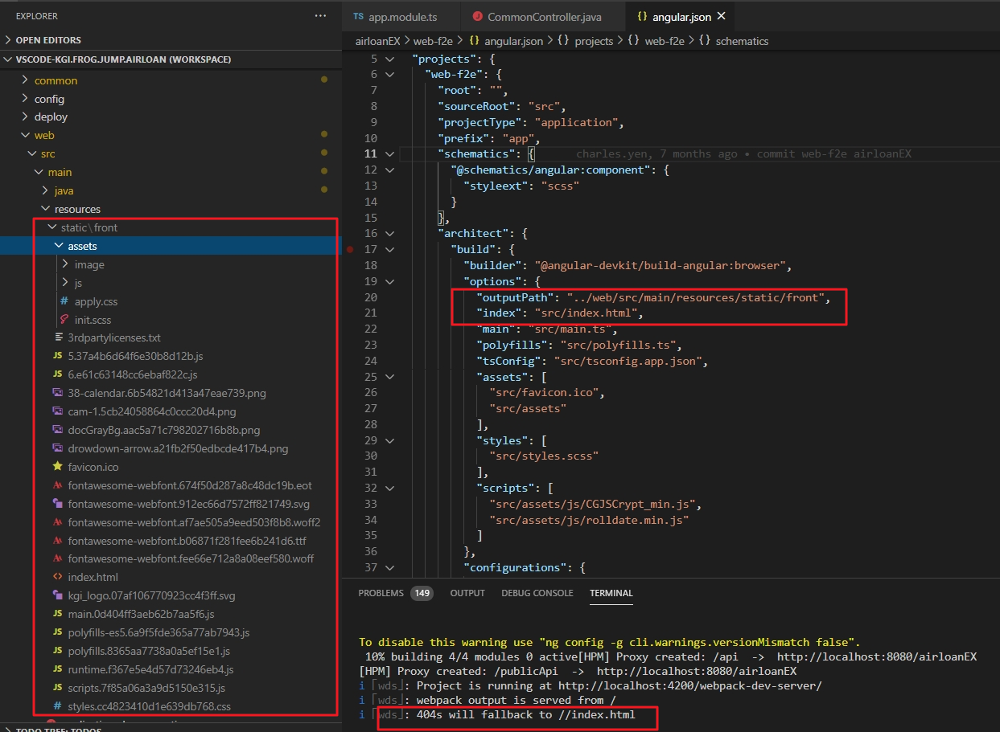 EXPLORER
···
OPEN EDITORS
VSCODE-KGI.FROG.JUMP.AIRLOAN (WORKSPACE)
common
config
deploy
web
src
main
java
resources
static\front
assets
image
js
# apply.css
init.scss
3rdpartylicenses.txt
JS 5.37a4b6d64f6e30b8d12b.js
JS 6.e61c63148cc6ebaf822c.js
38-calendar.6b54821d413a47eae739.png
cam-1.5cb24058864c0ccc20d4.png
docGrayBg.aac5a71c798202716b8b.png
drowdown-arrow.a21fb2f50edbcde417b4.png
favicon.ico
fontawesome-webfont.674f50d287a8c48dc19b.eot
fontawesome-webfont.912ec66d7572ff821749.svg
fontawesome-webfont.af7ae505a9eed503f8b8.woff2
fontawesome-webfont.b06871f281fee6b241d6.ttf
fontawesome-webfont.fee66e712a8a08eef580.woff
<> index.html
kgi_logo.07af106770923cc4f3ff.svg
JS main.0d404ff3aeb62b7aa5f6.js
JS polyfills-es5.6a9f5fde365a77ab7943.js
JS polyfills.8365aa7738a0a5ef15e1.js
JS runtime.f367e5e4d57d73246eb4.js
JS scripts.7f85a06a3a9d5150e315.js
# styles.cc4823410d1e639db768.css
TODO TREE: TODOS
TS app.module.ts
J CommonController.java
{} angular.json ×
airloanEX > web-f2e > {} angular.json > {} projects > {} web-f2e > {} schematics
5 "projects": {
6 "web-f2e": {
7 "root": "",
8 "sourceRoot": "src",
9 "projectType": "application",
10 "prefix": "app",
11 "schematics": { charles.yen, 7 months ago • commit web-f2e airloanEX
12 "@schematics/angular:component": {
13 "styleext": "scss"
14 }
15 },
16 "architect": {
17 "build": {
18 "builder": "@angular-devkit/build-angular:browser",
19 "options": {
20 "outputPath": "../web/src/main/resources/static/front",
21 "index": "src/index.html",
22 "main": "src/main.ts",
23 "polyfills": "src/polyfills.ts",
24 "tsConfig": "src/tsconfig.app.json",
25 "assets": [
26 "src/favicon.ico",
27 "src/assets"
28 ],
29 "styles": [
30 "src/styles.scss"
31 ],
32 "scripts": [
33 "src/assets/js/CGJSCrypt_min.js",
34 "src/assets/js/rolldate.min.js"
35 ]
36 },
37 "configurations": {
PROBLEMS 149 OUTPUT DEBUG CONSOLE TERMINAL
To disable this warning use "ng config -g cli.warnings.versionMismatch false".
10% building 4/4 modules 0 active[HPM] Proxy created: /api -> http://localhost:8080/airloanEX
[HPM] Proxy created: /publicApi -> http://localhost:8080/airloanEX
i ｢wds｣: Project is running at http://localhost:4200/webpack-dev-server/
i ｢wds｣: webpack output is served from /
i ｢wds｣: 404s will fallback to //index.html